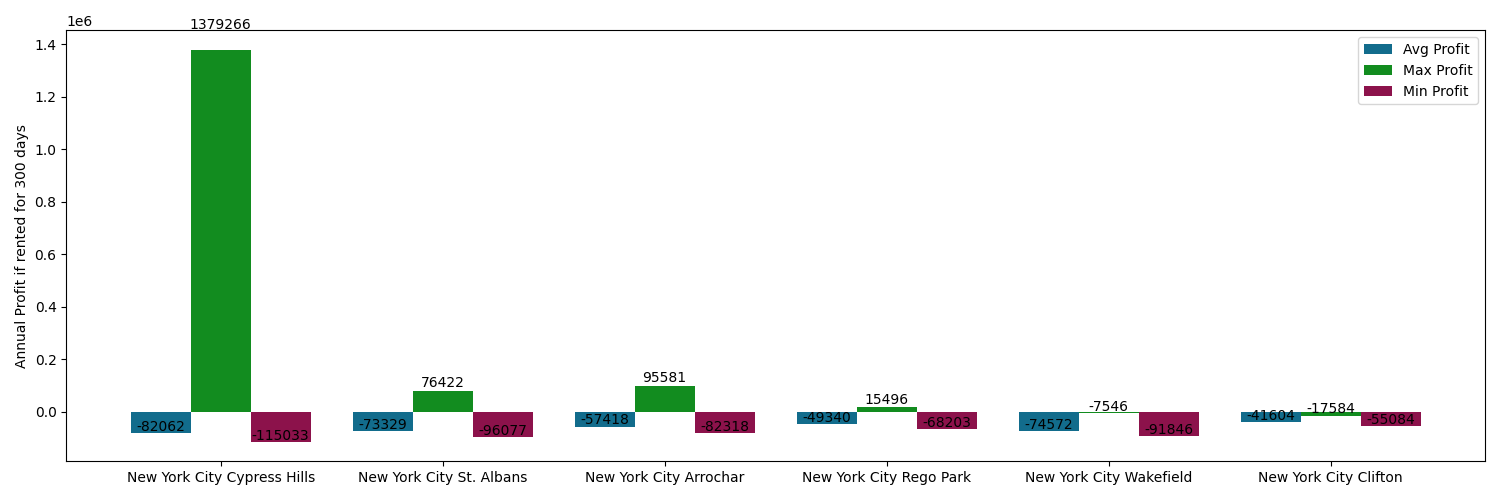 1e6
1379266
Avg Profit
Max Profit
Min Profit
Annual Profit if rented for 300 days
1.4
1.2
1.0
0.8
0.6
0.4
0.2
0.0
76422
95581
15496
-7546
-17584
-82062
-115033
-73329
-96077
-57418
-82318
-49340
-68203
-74572
-91846
-41604
-55084
New York City Cypress Hills
New York City St. Albans
New York City Arrochar
New York City Rego Park
New York City Wakefield
New York City Clifton